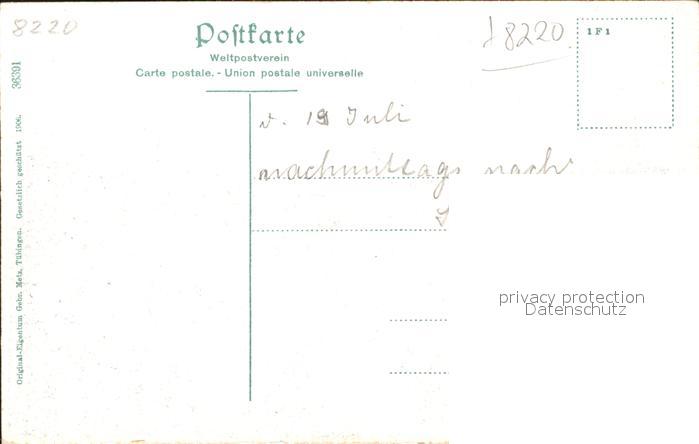 8220
Postkarte
Weltpostverein
Carte postale. - Union postale universelle
8220
1F1
36391
Original-Eigentum Gebr. Metz, Tübingen. Gesetzlich geschützt 1906.
v. 19 Juli
nachmittags nach
privacy protection
Datenschutz